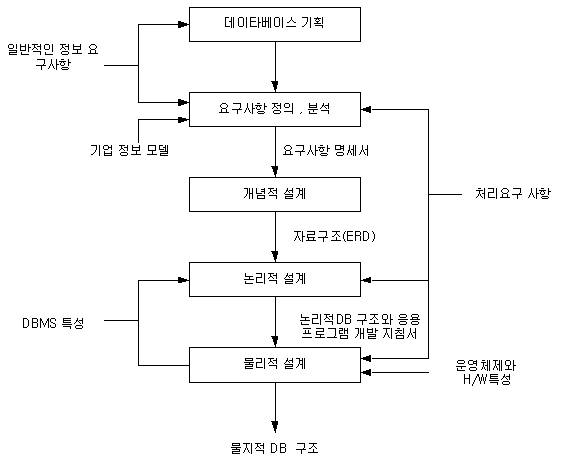 데이타베이스 기획
일반적인 정보 요
구사항
요구사항 정의 , 분석
기업 정보 모델
요구사항 명세서
개념적 설계
처리요구 사항
자료구조(ERD)
논리적 설계
DBMS 특성
논리적DB 구조와 응용
프로그램 개발 지침서
물리적 설계
운영체제와
H/W특성
물지적 DB 구조